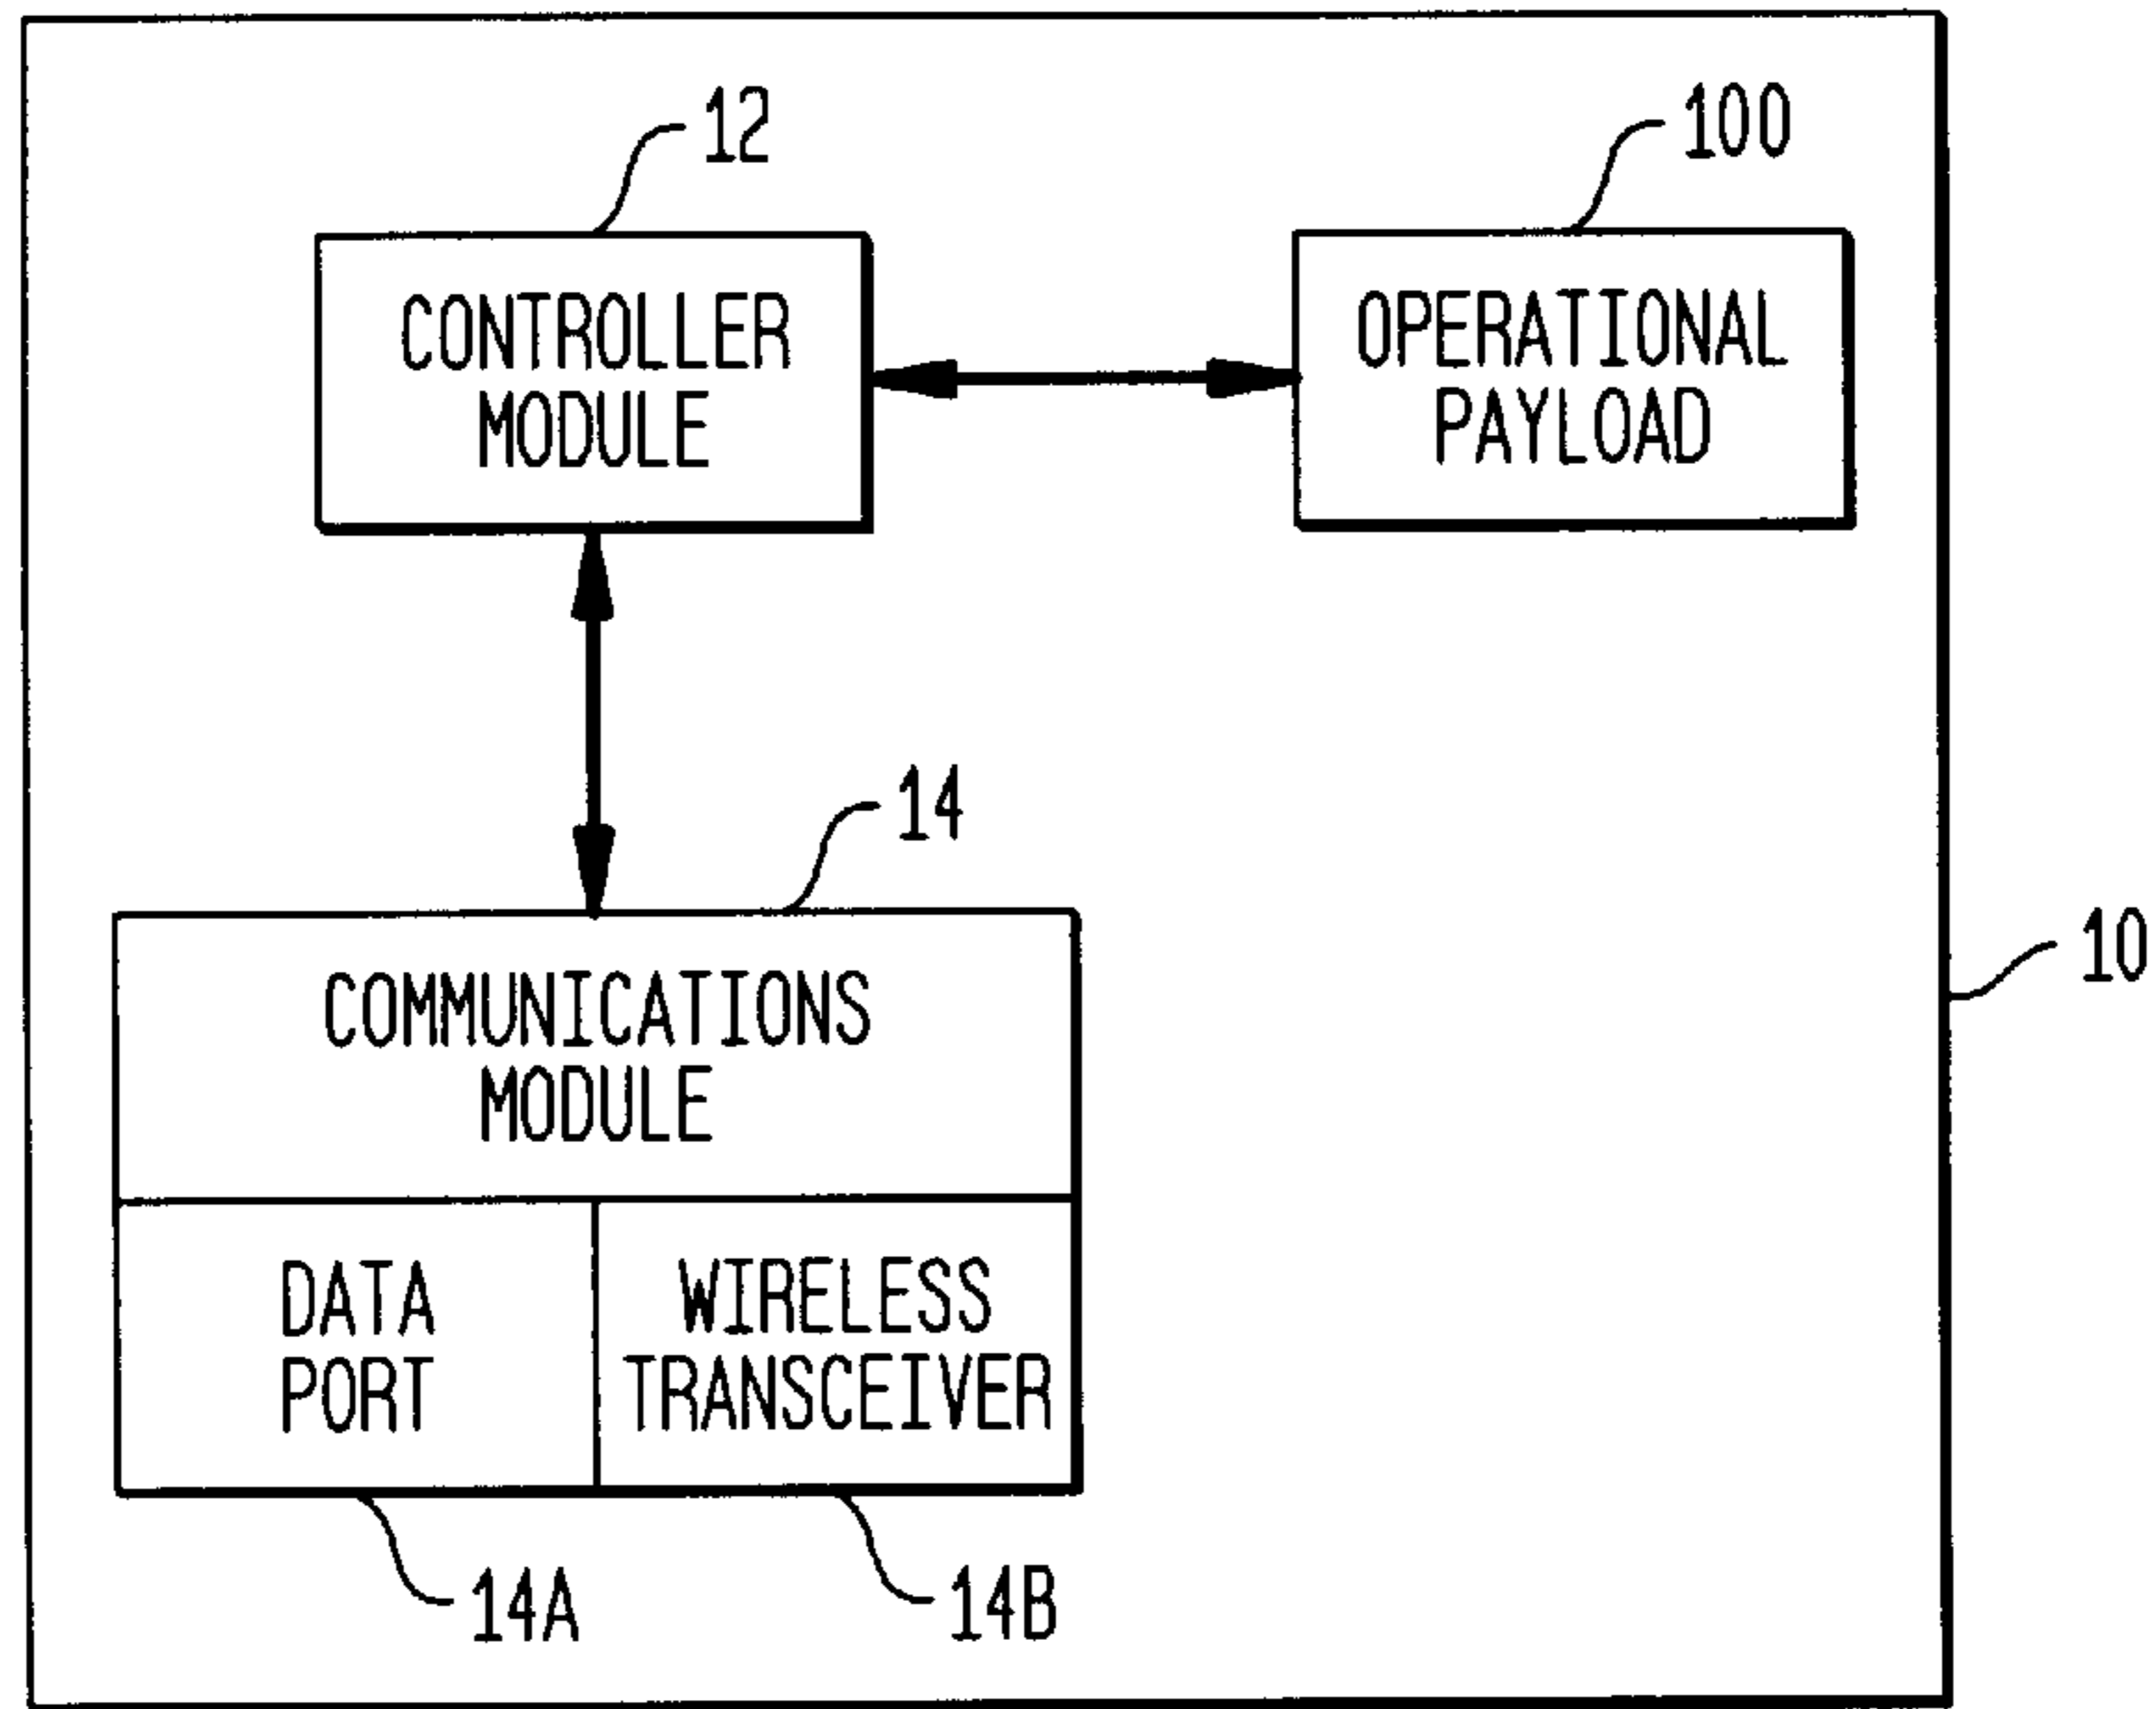 12
100
CONTROLLER
MODULE
OPERATIONAL
PAYLOAD
14
10
COMMUNICATIONS
MODULE
DATA
PORT
WIRELESS
TRANSCEIVER
14A
14B